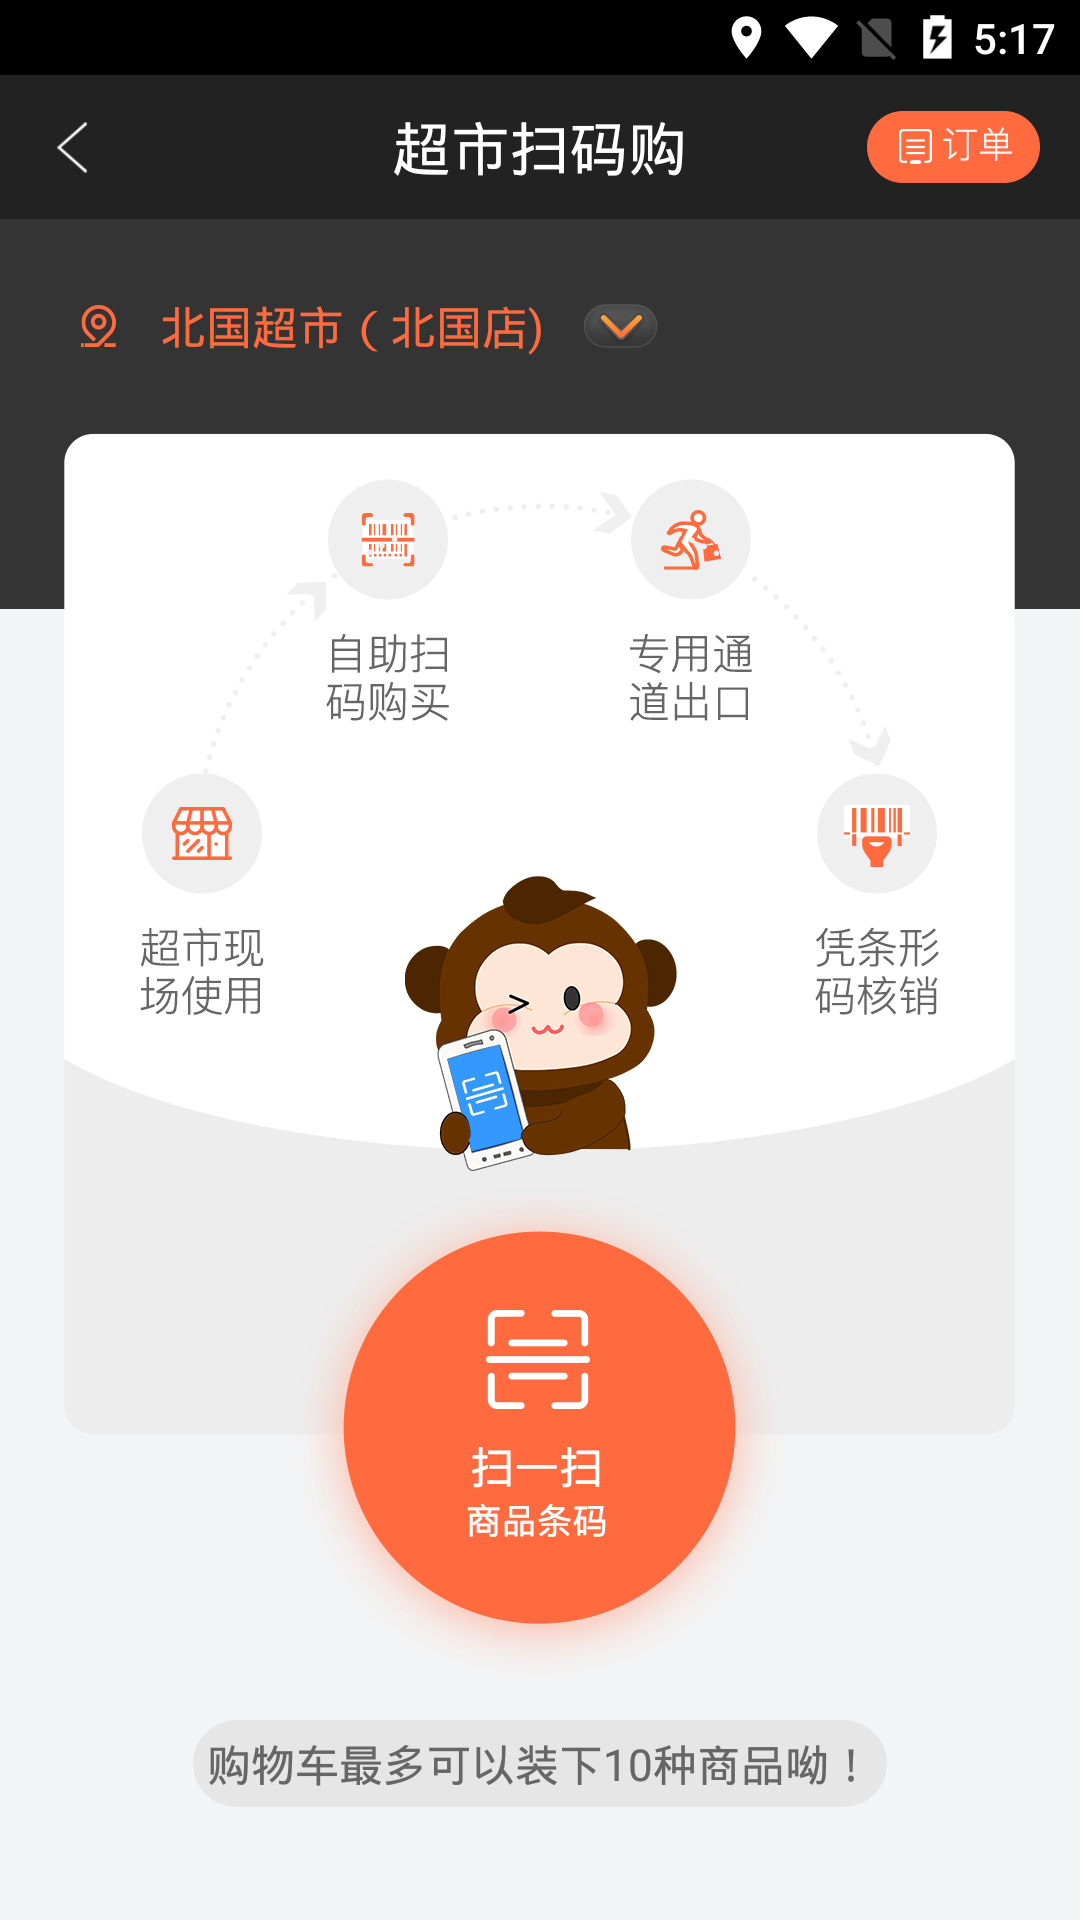 5:17
超市扫码购
订单
北国超市（北国店)
自助扫
码购买
专用通
道出口
超市现
场使用
凭条形
码核销
扫一扫
商品条码
购物车最多可以装下10种商品呦！